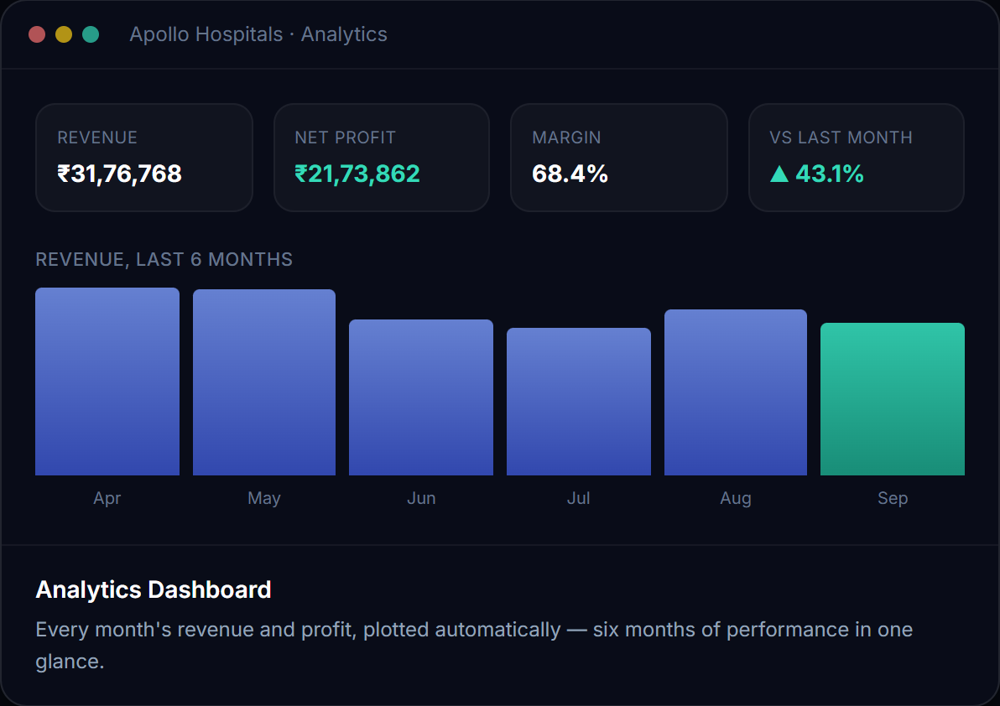 Apollo Hospitals · Analytics
REVENUE
₹31,76,768
NET PROFIT
₹21,73,862
MARGIN
68.4%
VS LAST MONTH
▲ 43.1%
REVENUE, LAST 6 MONTHS
Apr
May
Jun
Jul
Aug
Sep
Analytics Dashboard
Every month's revenue and profit, plotted automatically — six months of performance in one
glance.